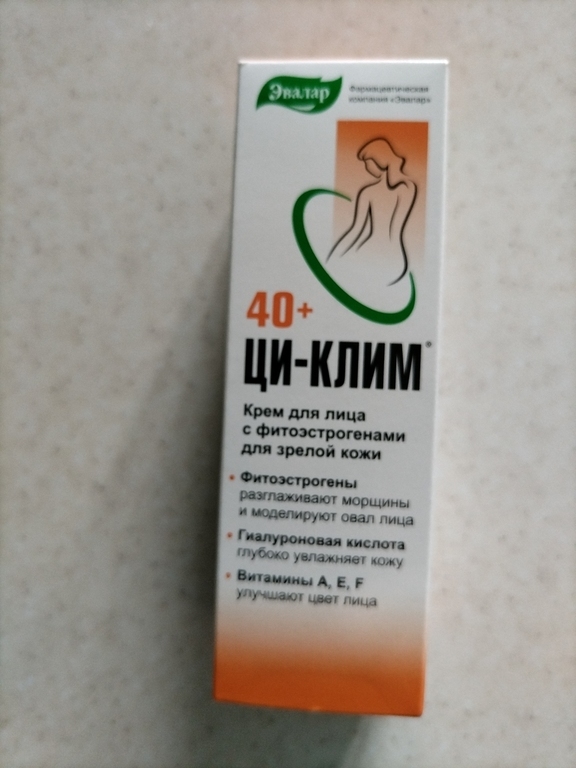 Эвалар
Фармацевтическая
компания «Эвалар»
40+
ЦИ-КЛИМ®
Крем для лица
с фитоэстрогенами
для зрелой кожи
• Фитоэстрогены
разглаживают морщины
и моделируют овал лица
• Гиалуроновая кислота
глубоко увлажняет кожу
• Витамины А, Е, F
улучшают цвет лица